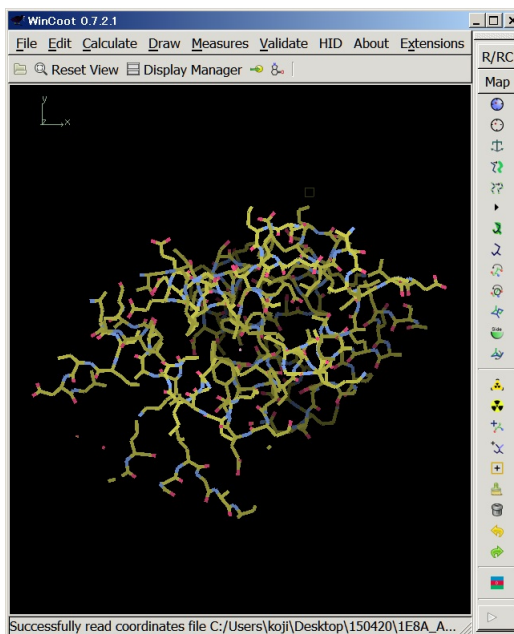 WinCoot 0.7.2.1
File Edit Calculate Draw Measures Validate HID About Extensions
Reset View Display Manager
R/RC
Map
y
x
z
Side
Successfully read coordinates file C:/Users\koji\Desktop\150420\1E8A_A...